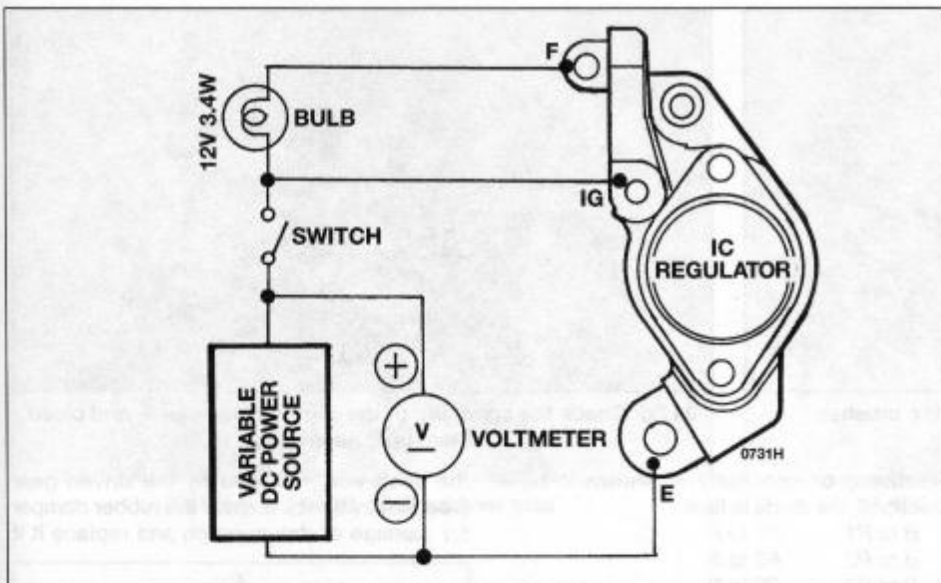 F
12V 3.4W
BULB
IG
SWITCH
IC
REGULATOR
VARIABLE
DC POWER
SOURCE
+
V
VOLTMETER
−
0731H
E